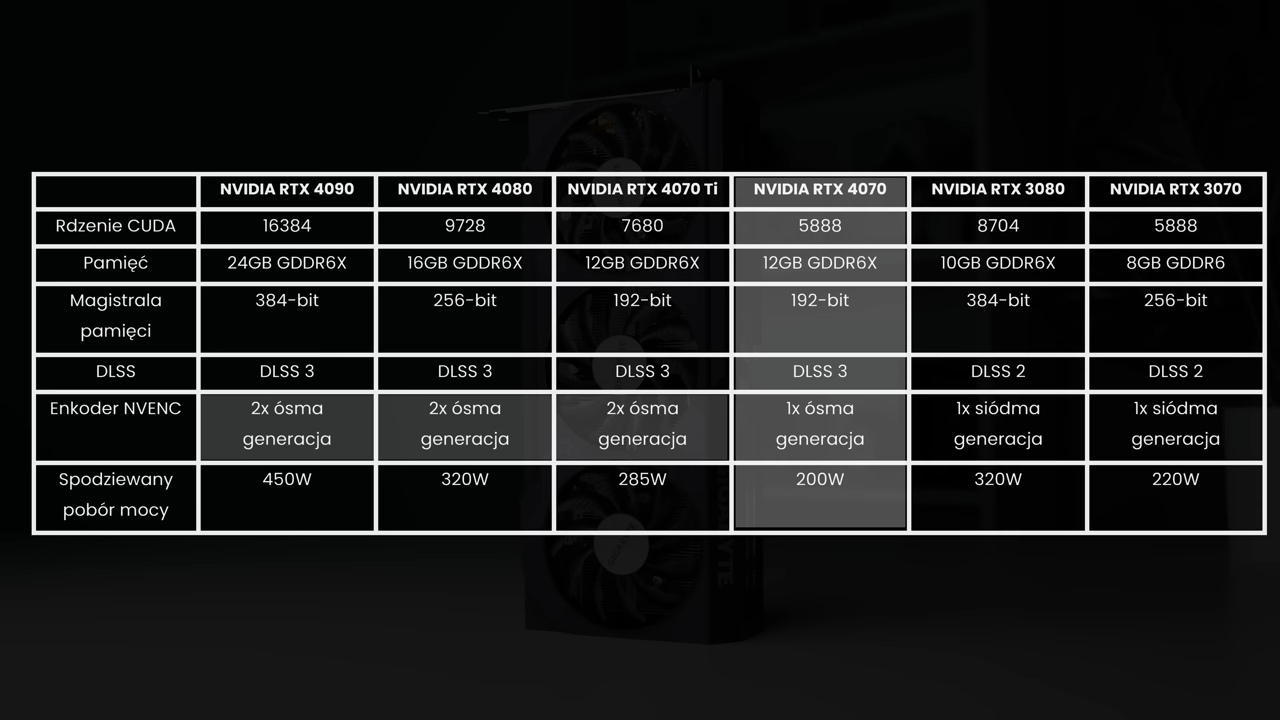 NVIDIA RTX 4090 NVIDIA RTX 4080 NVIDIA RTX 4070 Ti NVIDIA RTX 4070 NVIDIA RTX 3080 NVIDIA RTX 3070
Rdzenie CUDA 16384 9728 7680 5888 8704 5888
Pamięć 24GB GDDR6X 16GB GDDR6X 12GB GDDR6X 12GB GDDR6X 10GB GDDR6X 8GB GDDR6
Magistrala 384-bit 256-bit 192-bit 192-bit 384-bit 256-bit
pamięci
DLSS DLSS 3 DLSS 3 DLSS 3 DLSS 3 DLSS 2 DLSS 2
Enkoder NVENC 2x ósma 2x ósma 2x ósma 1x ósma 1x siódma 1x siódma
generacja generacja generacja generacja generacja generacja
Spodziewany 450W 320W 285W 200W 320W 220W
pobór mocy